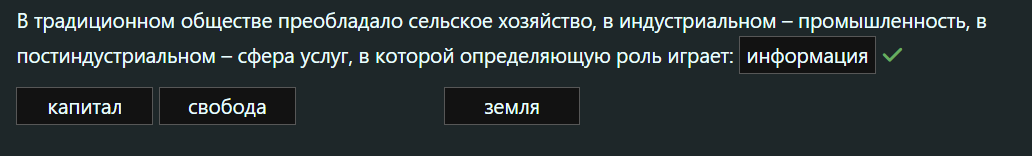 В традиционном обществе преобладало сельское хозяйство, в индустриальном – промышленность, в
постиндустриальном – сфера услуг, в которой определяющую роль играет: информация
капитал свобода земля